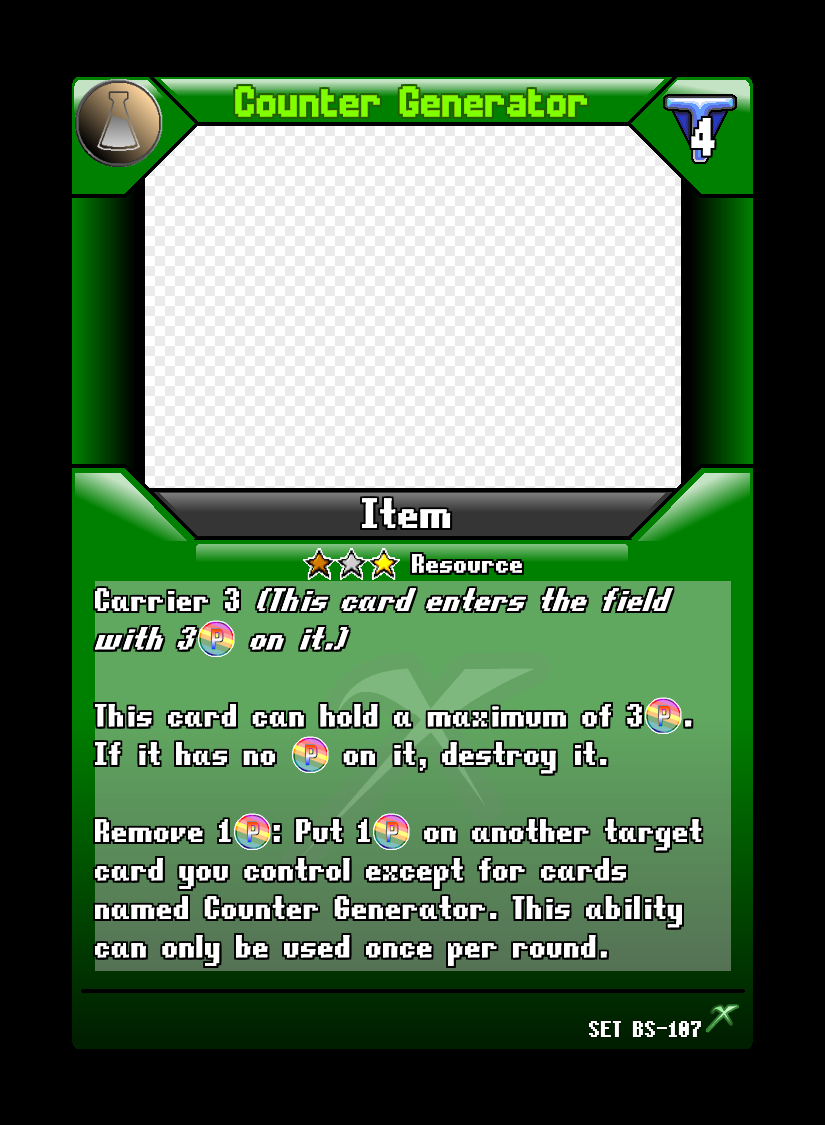 Counter Generator
4
Item
Resource
Carrier 3 (This card enters the field
with 3 P on it.)
This card can hold a maximum of 3 P.
If it has no P on it, destroy it.
Remove 1 P: Put 1 P on another target
card you control except for cards
named Counter Generator. This ability
can only be used once per round.
SET BS-107